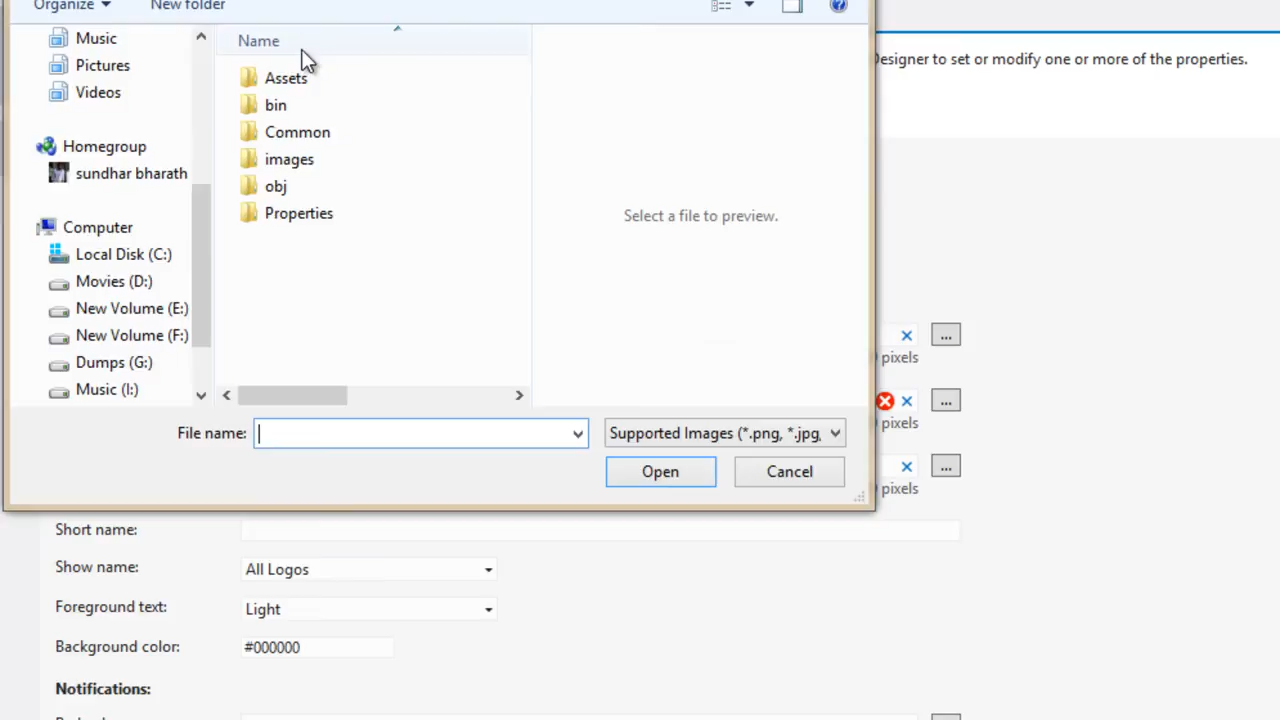 Organize New folder
Name
Music
Pictures
Videos
Homegroup
sundhar bharath
Computer
Local Disk (C:)
Movies (D:)
New Volume (E:)
New Volume (F:)
Dumps (G:)
Music (I:)
Assets
bin
Common
images
obj
Properties
Select a file to preview.
File name:
Supported Images (*.png, *.jpg,
Open Cancel
Designer to set or modify one or more of the properties.
...
pixels
...
pixels
...
pixels
Short name:
Show name: All Logos
Foreground text: Light
Background color: #000000
Notifications: